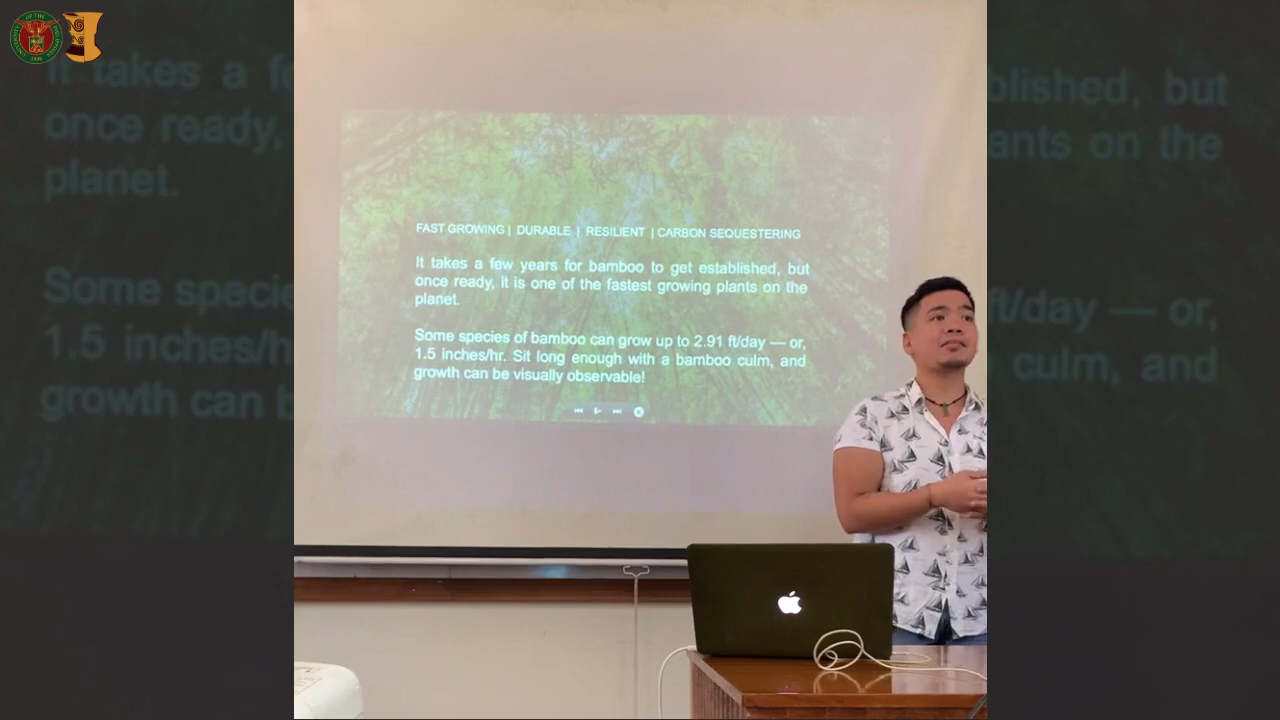 FAST GROWING | DURABLE | RESILIENT | CARBON SEQUESTERING
It takes a few years for bamboo to get established, but
once ready, it is one of the fastest growing plants on the
planet.
Some species of bamboo can grow up to 2.91 ft/day — or,
1.5 inches/hr. Sit long enough with a bamboo culm, and
growth can be visually observable!